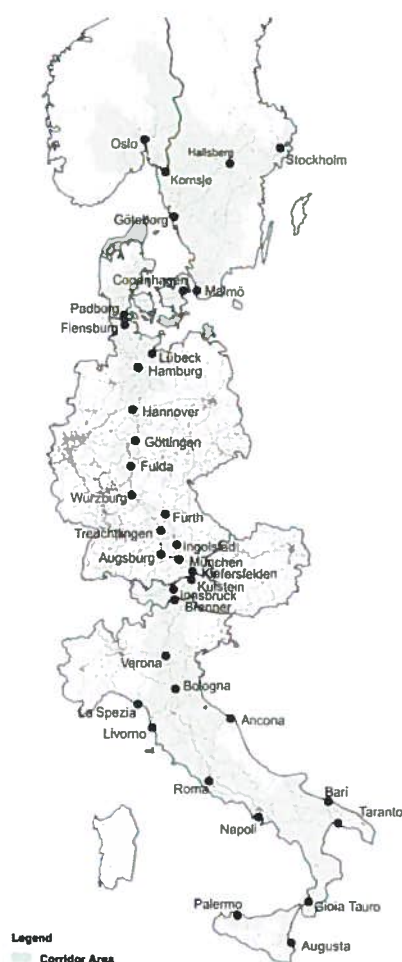 Oslo
Hallsberg
Stockholm
Kornsjø
Göteborg
Copenhagen
Malmö
Padborg
Flensburg
Lübeck
Hamburg
Hannover
Göttingen
Fulda
Würzburg
Fürth
Treuchtlingen
Ingolstadt
Augsburg
München
Kiefersfelden
Kufstein
Innsbruck
Brenner
Verona
Bologna
La Spezia
Livorno
Ancona
Roma
Bari
Taranto
Napoli
Palermo
Gioia Tauro
Augusta
Legend
Corridor Area